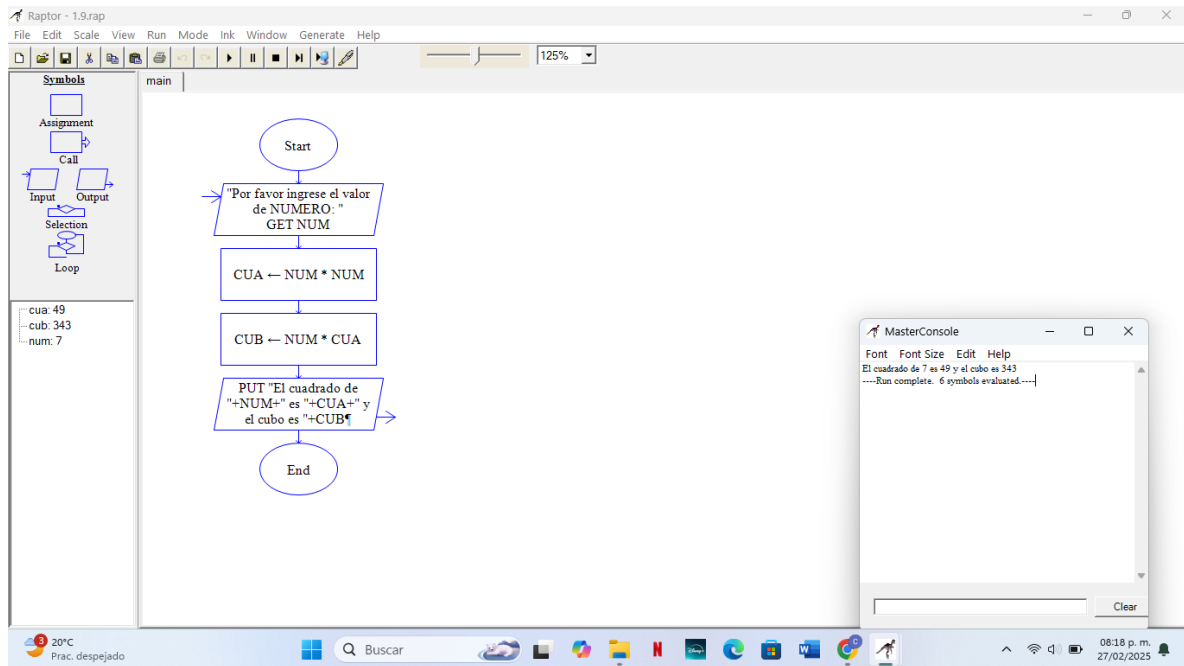 Raptor - 1.9.rap
File Edit Scale View Run Mode Ink Window Generate Help
125%
Symbols
Assignment
Call
Input Output
Selection
Loop
cua: 49
cub: 343
num: 7
main
Start
"Por favor ingrese el valor
de NUMERO: "
GET NUM
CUA ← NUM * NUM
CUB ← NUM * CUA
PUT "El cuadrado de
"+NUM+" es "+CUA+" y
el cubo es "+CUB¶
End
MasterConsole
Font Font Size Edit Help
El cuadrado de 7 es 49 y el cubo es 343
----Run complete. 6 symbols evaluated.----
Clear
3
20°C
Prac. despejado
Buscar
08:18 p. m.
27/02/2025